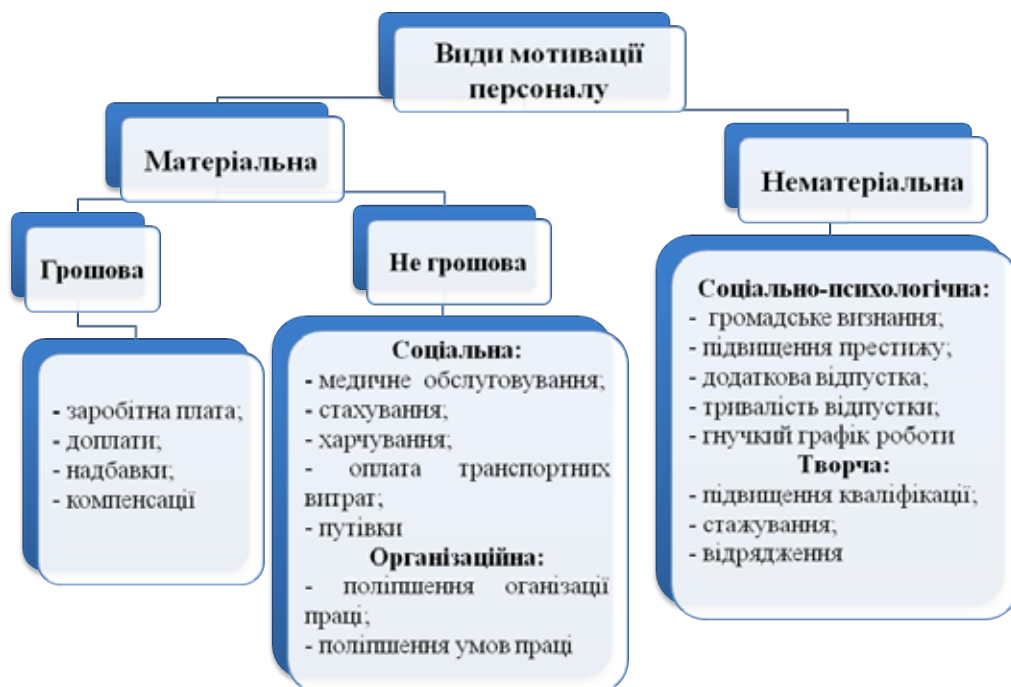 Види мотивації
персоналу
Матеріальна
Нематеріальна
Грошова
Не грошова
- заробітна плата;
- доплати;
- надбавки;
- компенсації
Соціальна:
- медичне обслуговування;
- стахування;
- харчування;
- оплата транспортних
витрат;
- путівки
Організаційна:
- поліпшення оганізації
праці;
- поліпшення умов праці
Соціально-психологічна:
- громадське визнання;
- підвищення престижу;
- додаткова відпустка;
- тривалість відпустки;
- гнучкий графік роботи
Творча:
- підвищення кваліфікації;
- стажування;
- відрядження